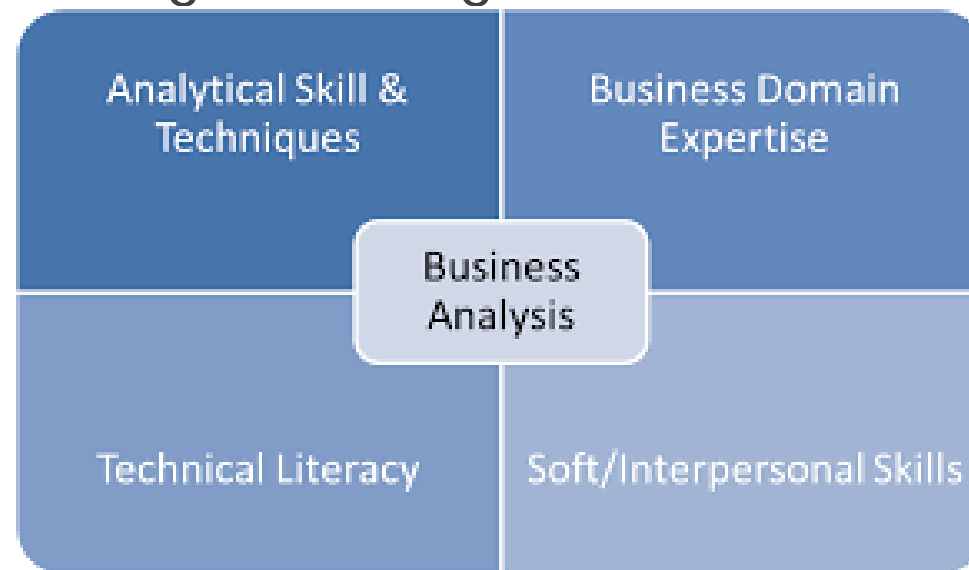 Analytical Skill &
Techniques
Business Domain
Expertise
Business
Analysis
Technical Literacy
Soft/Interpersonal Skills